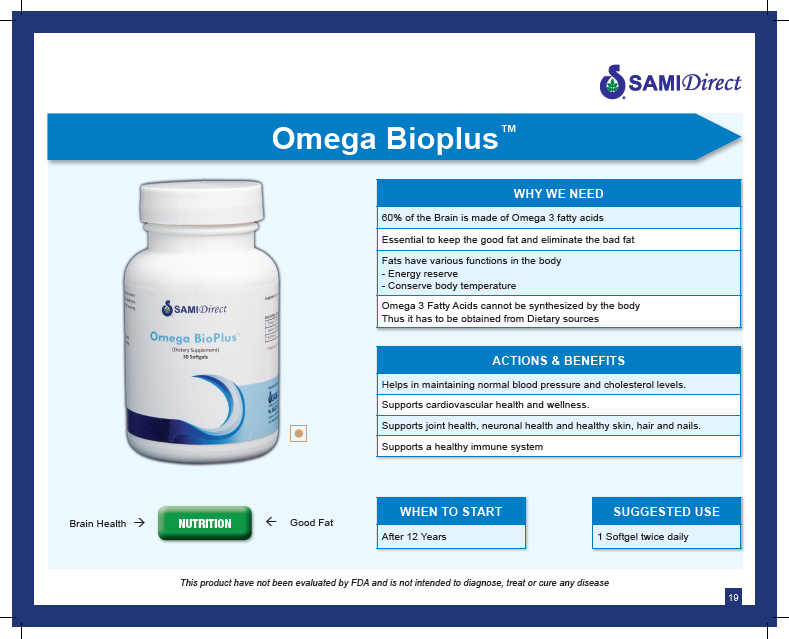 SAMI Direct
Omega Bioplus™
WHY WE NEED
60% of the Brain is made of Omega 3 fatty acids
Essential to keep the good fat and eliminate the bad fat
Fats have various functions in the body
- Energy reserve
- Conserve body temperature
Omega 3 Fatty Acids cannot be synthesized by the body
Thus it has to be obtained from Dietary sources
SAMI Direct
Omega BioPlus™
(Dietary Supplement)
30 Softgels
ACTIONS & BENEFITS
Helps in maintaining normal blood pressure and cholesterol levels.
Supports cardiovascular health and wellness.
Supports joint health, neuronal health and healthy skin, hair and nails.
Supports a healthy immune system
Brain Health → NUTRITION ← Good Fat
WHEN TO START
After 12 Years
SUGGESTED USE
1 Softgel twice daily
This product have not been evaluated by FDA and is not intended to diagnose, treat or cure any disease
19